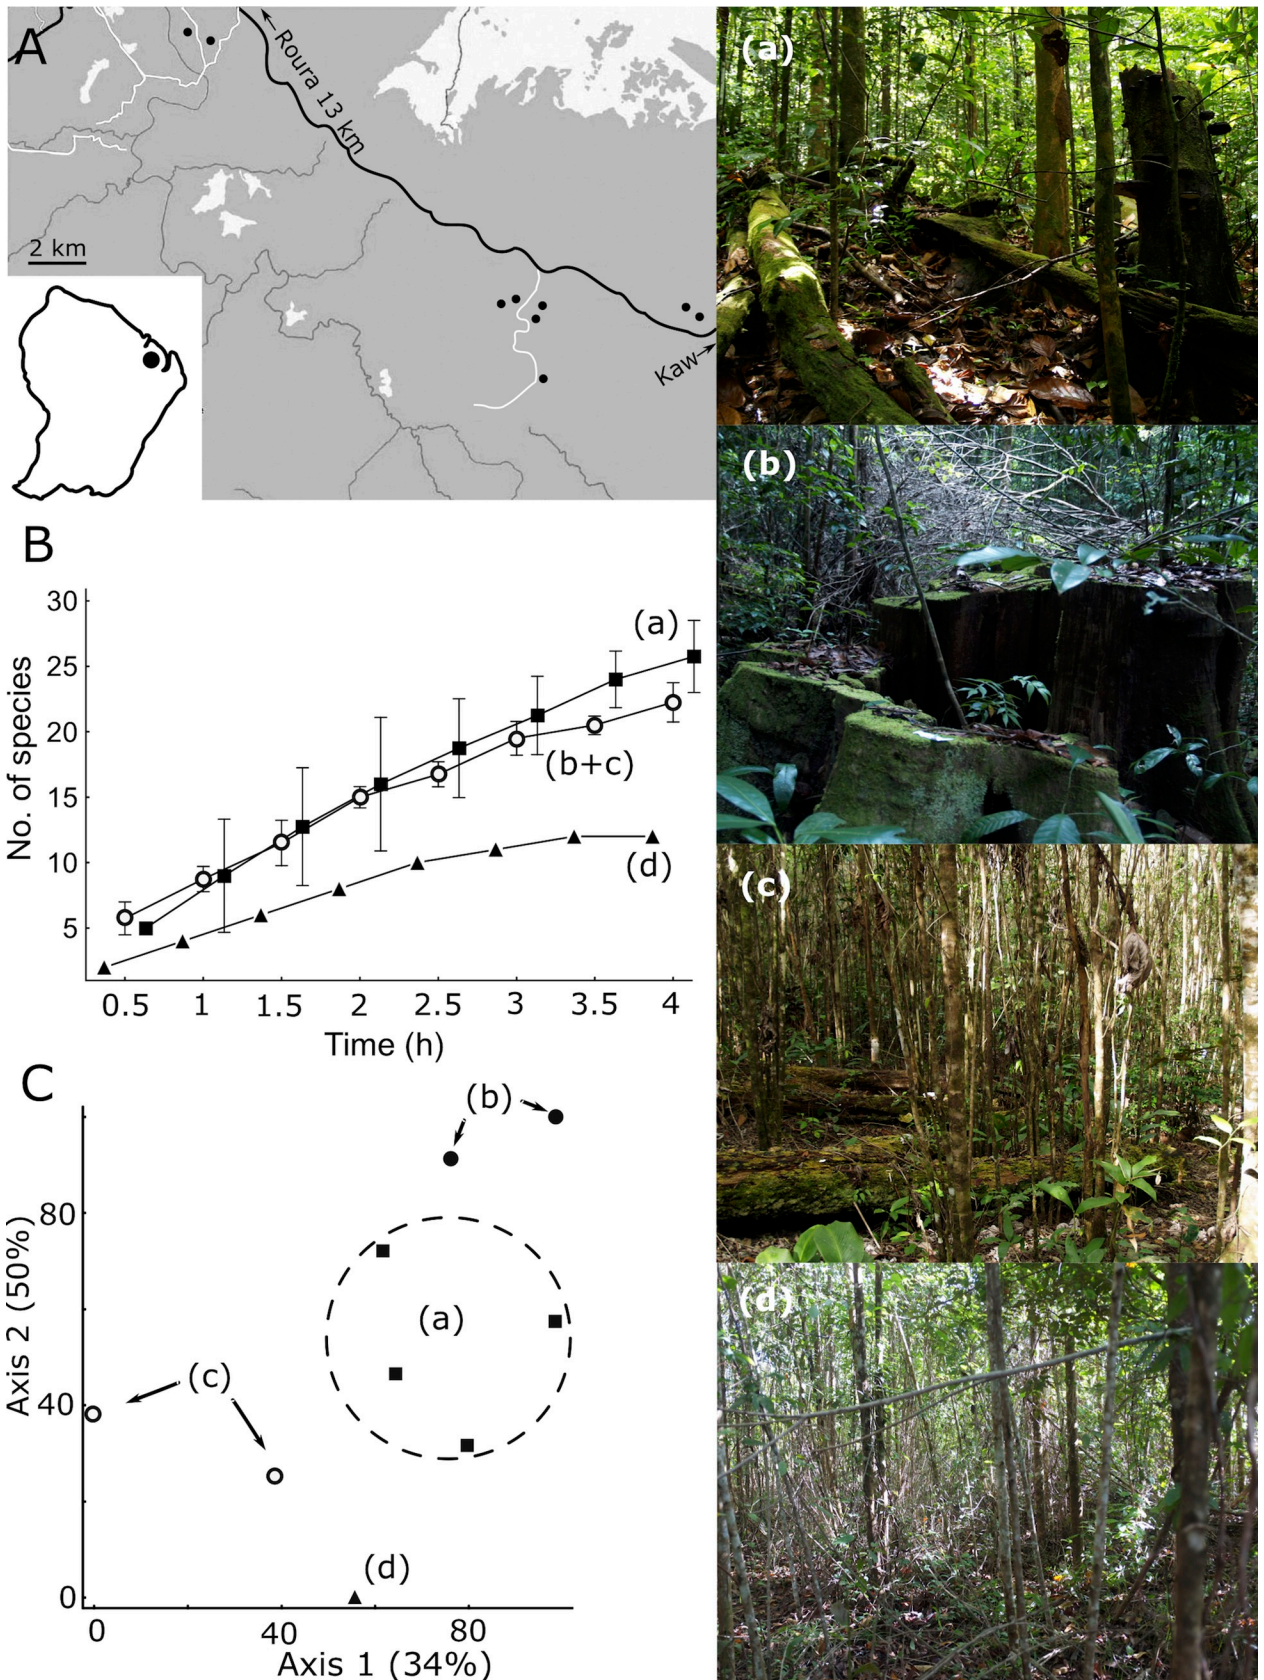 A
Roura 13 km
2 km
Kaw
(a)
(b)
(c)
(d)
B
30
25
20
15
10
5
No. of species
(a)
(b+c)
(d)
0.5 1 1.5 2 2.5 3 3.5 4
Time (h)
C
80
40
0
Axis 2 (50%)
(b)
(a)
(c)
(d)
0 40 80
Axis 1 (34%)